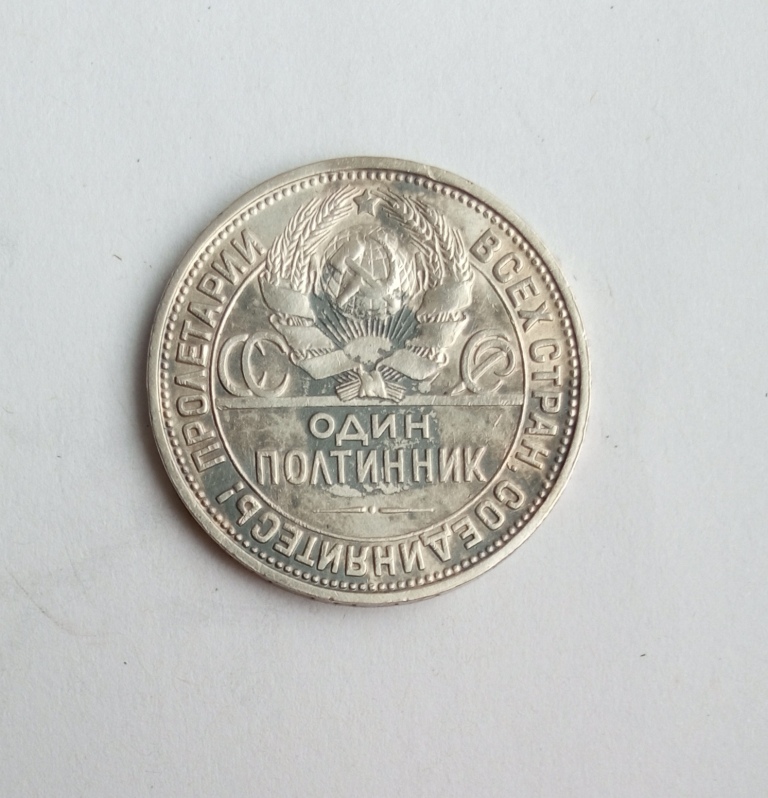 ПРОЛЕТАРИИ ВСЕХ СТРАН, СОЕДИНЯЙТЕСЬ!
СС СР
ОДИН
ПОЛТИННИК